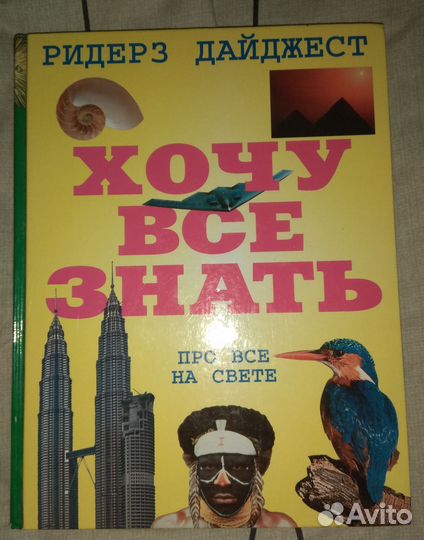 РИДЕРЗ ДАЙДЖЕСТ
ХОЧУ
ВСЕ
ЗНАТЬ
ПРО ВСЕ
НА СВЕТЕ
Avito